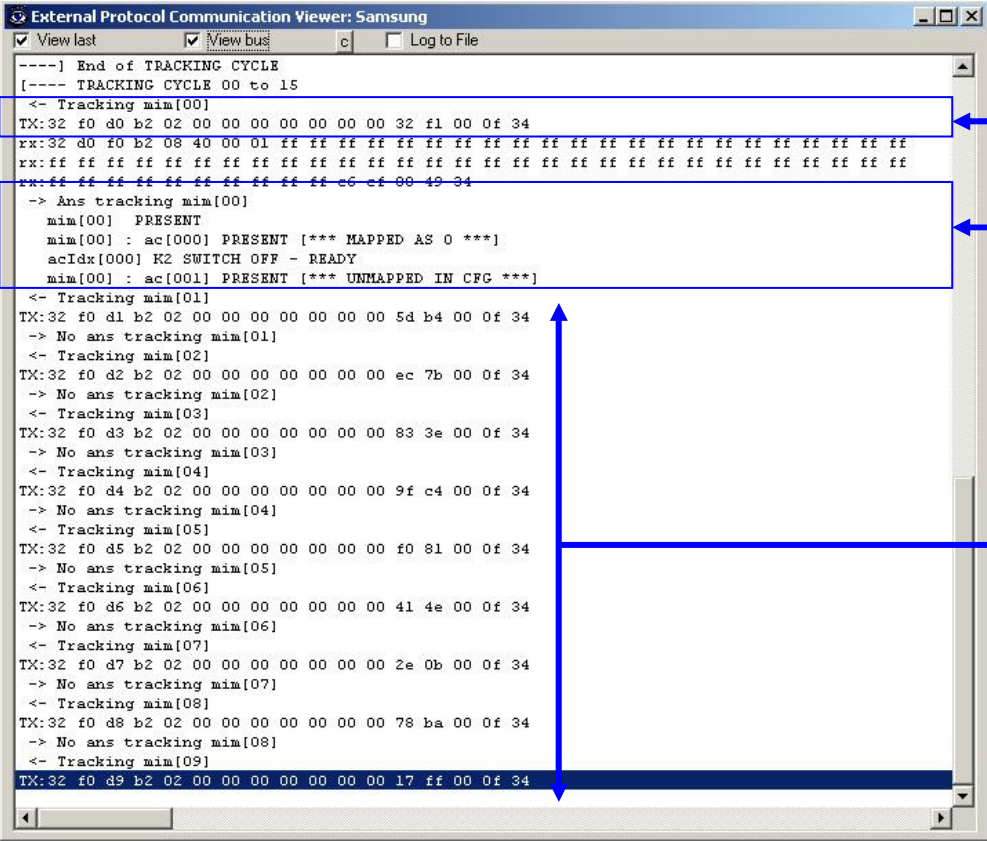 External Protocol Communication Viewer: Samsung
View last View bus c Log to File
----] End of TRACKING CYCLE
[---- TRACKING CYCLE 00 to 15
<- Tracking mim[00]
TX:32 f0 d0 b2 02 00 00 00 00 00 00 00 32 f1 00 0f 34
rx:32 d0 f0 b2 08 40 00 01 ff ff ff ff ff ff ff ff ff ff ff ff ff ff ff ff ff ff ff ff ff ff
rx:ff ff ff ff ff ff ff ff ff ff ff ff ff ff ff ff ff ff ff ff ff ff ff ff ff ff ff ff ff ff
rx:ff ff ff ff ff ff ff ff ff ff c6 cf 08 49 34
-> Ans tracking mim[00]
mim[00] PRESENT
mim[00] : ac[000] PRESENT [*** MAPPED AS 0 ***]
acIdx[000] K2 SWITCH OFF - READY
mim[00] : ac[001] PRESENT [*** UNMAPPED IN CFG ***]
<- Tracking mim[01]
TX:32 f0 d1 b2 02 00 00 00 00 00 00 00 5d b4 00 0f 34
-> No ans tracking mim[01]
<- Tracking mim[02]
TX:32 f0 d2 b2 02 00 00 00 00 00 00 00 ec 7b 00 0f 34
-> No ans tracking mim[02]
<- Tracking mim[03]
TX:32 f0 d3 b2 02 00 00 00 00 00 00 00 83 3e 00 0f 34
-> No ans tracking mim[03]
<- Tracking mim[04]
TX:32 f0 d4 b2 02 00 00 00 00 00 00 00 9f c4 00 0f 34
-> No ans tracking mim[04]
<- Tracking mim[05]
TX:32 f0 d5 b2 02 00 00 00 00 00 00 00 f0 81 00 0f 34
-> No ans tracking mim[05]
<- Tracking mim[06]
TX:32 f0 d6 b2 02 00 00 00 00 00 00 00 41 4e 00 0f 34
-> No ans tracking mim[06]
<- Tracking mim[07]
TX:32 f0 d7 b2 02 00 00 00 00 00 00 00 2e 0b 00 0f 34
-> No ans tracking mim[07]
<- Tracking mim[08]
TX:32 f0 d8 b2 02 00 00 00 00 00 00 00 78 ba 00 0f 34
-> No ans tracking mim[08]
<- Tracking mim[09]
TX:32 f0 d9 b2 02 00 00 00 00 00 00 00 17 ff 00 0f 34